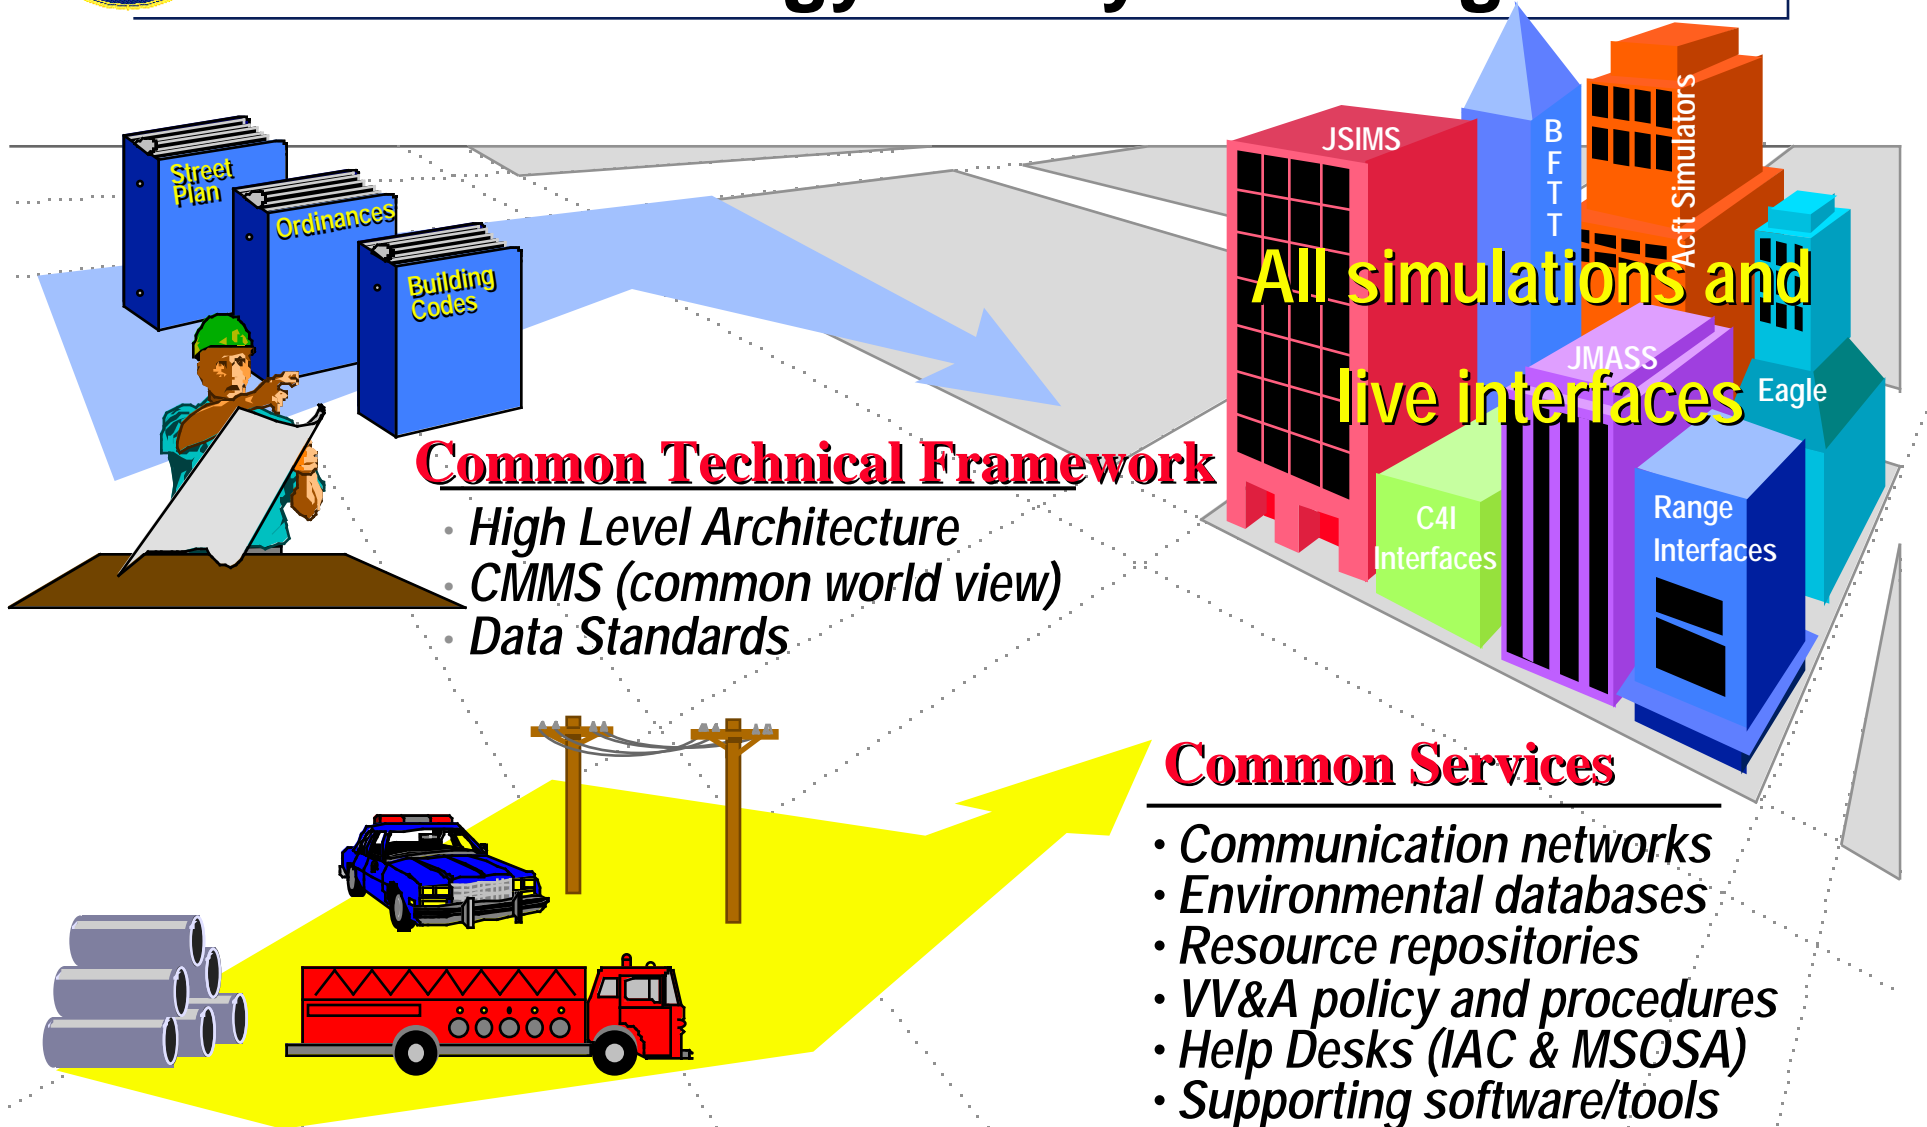 Street
Plan
Ordinances
Building
Codes
JSIMS
B
F
T
T
Acft Simulators
All simulations and
live interfaces
JMASS
Eagle
C4I
Interfaces
Range
Interfaces
Common Technical Framework
• High Level Architecture
• CMMS (common world view)
• Data Standards
Common Services
• Communication networks
• Environmental databases
• Resource repositories
• VV&A policy and procedures
• Help Desks (IAC & MSOSA)
• Supporting software/tools